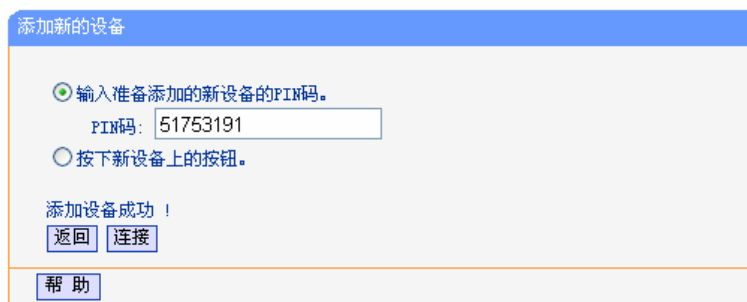 添加新的设备
输入准备添加的新设备的PIN码。
PIN码: 51753191
按下新设备上的按钮。
添加设备成功 !
返回 连接
帮 助